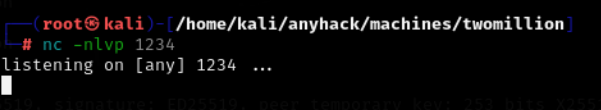 (root㉿kali)-[/home/kali/anyhack/machines/twomillion]
# nc -nlvp 1234
listening on [any] 1234 ...